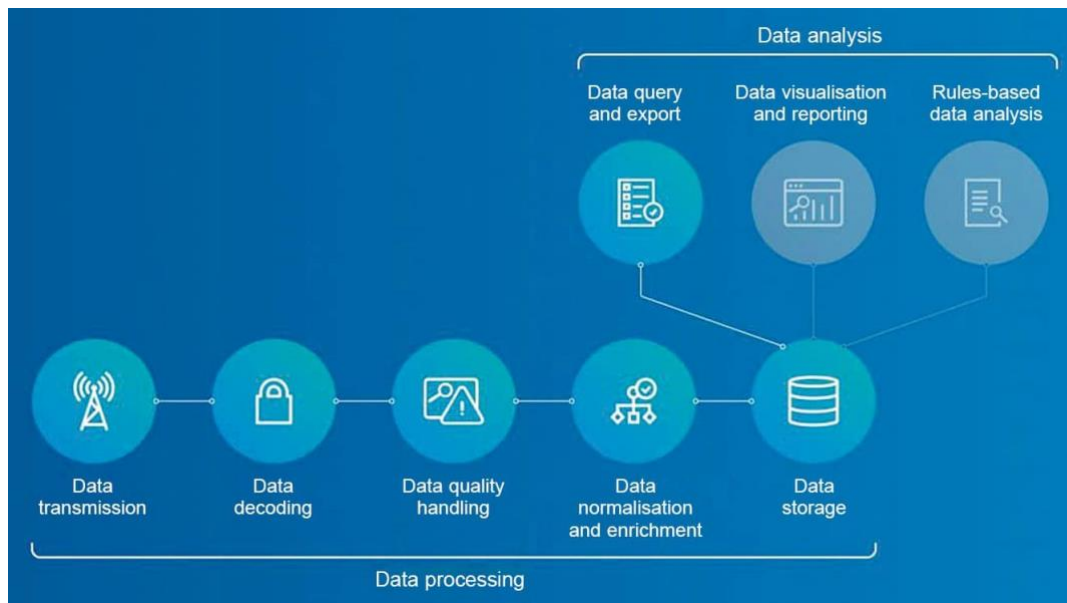 Data analysis
Data query
and export
Data visualisation
and reporting
Rules-based
data analysis
Data
transmission
Data
decoding
Data quality
handling
Data
normalisation
and enrichment
Data
storage
Data processing